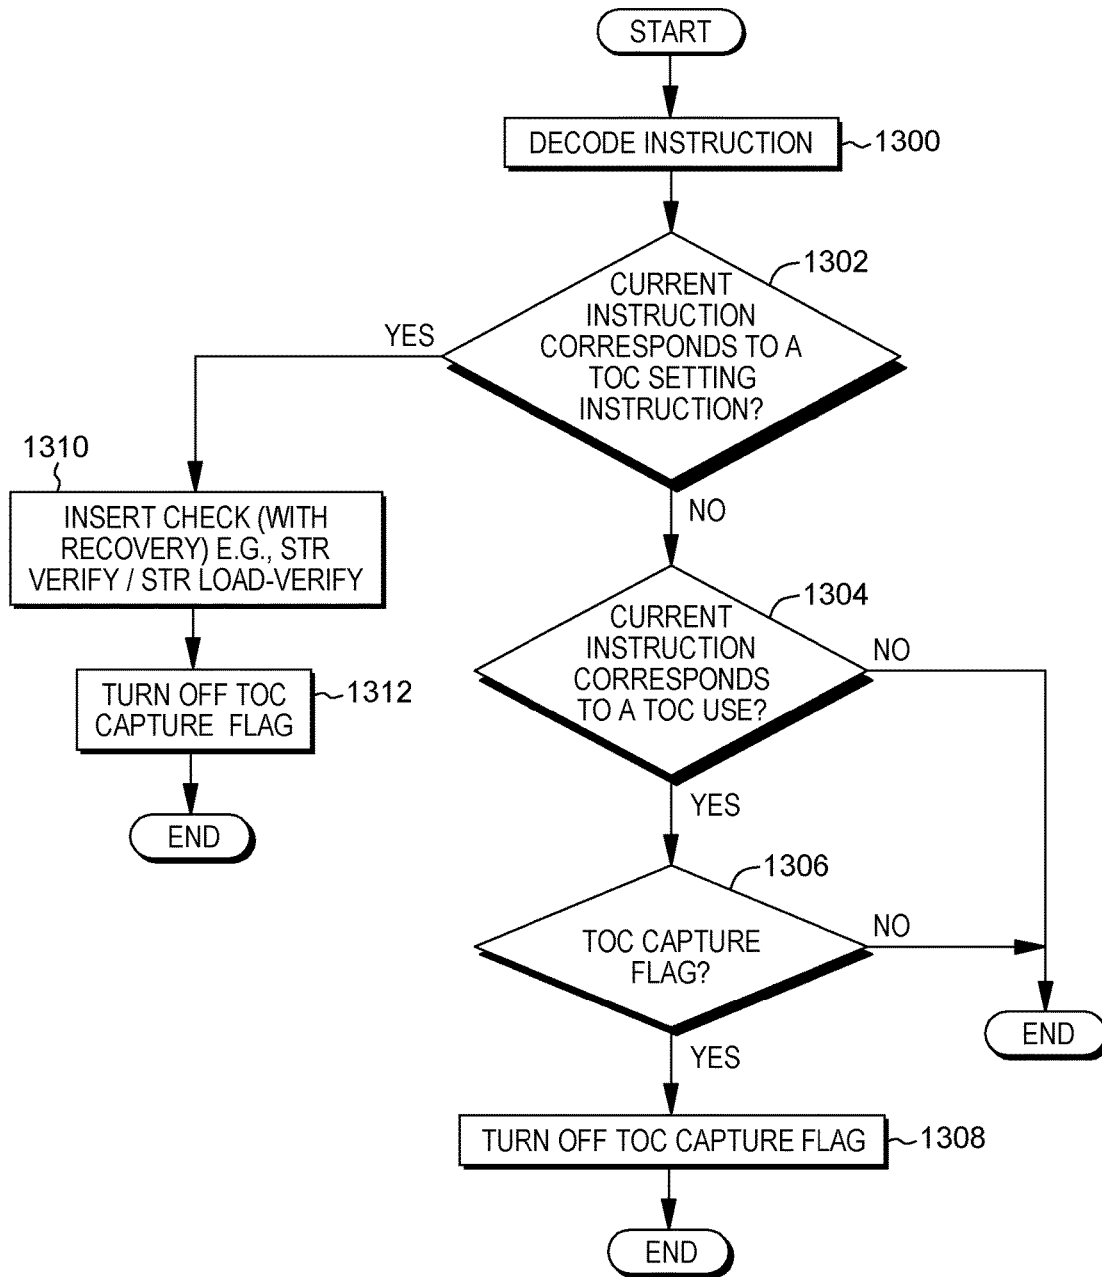 START
DECODE INSTRUCTION
1300
1302
CURRENT
INSTRUCTION
CORRESPONDS TO A
TOC SETTING
INSTRUCTION?
YES
NO
1310
INSERT CHECK (WITH
RECOVERY) E.G., STR
VERIFY / STR LOAD-VERIFY
TURN OFF TOC
CAPTURE FLAG
1312
END
1304
CURRENT
INSTRUCTION
CORRESPONDS
TO A TOC USE?
NO
YES
1306
TOC CAPTURE
FLAG?
NO
END
YES
TURN OFF TOC CAPTURE FLAG
1308
END